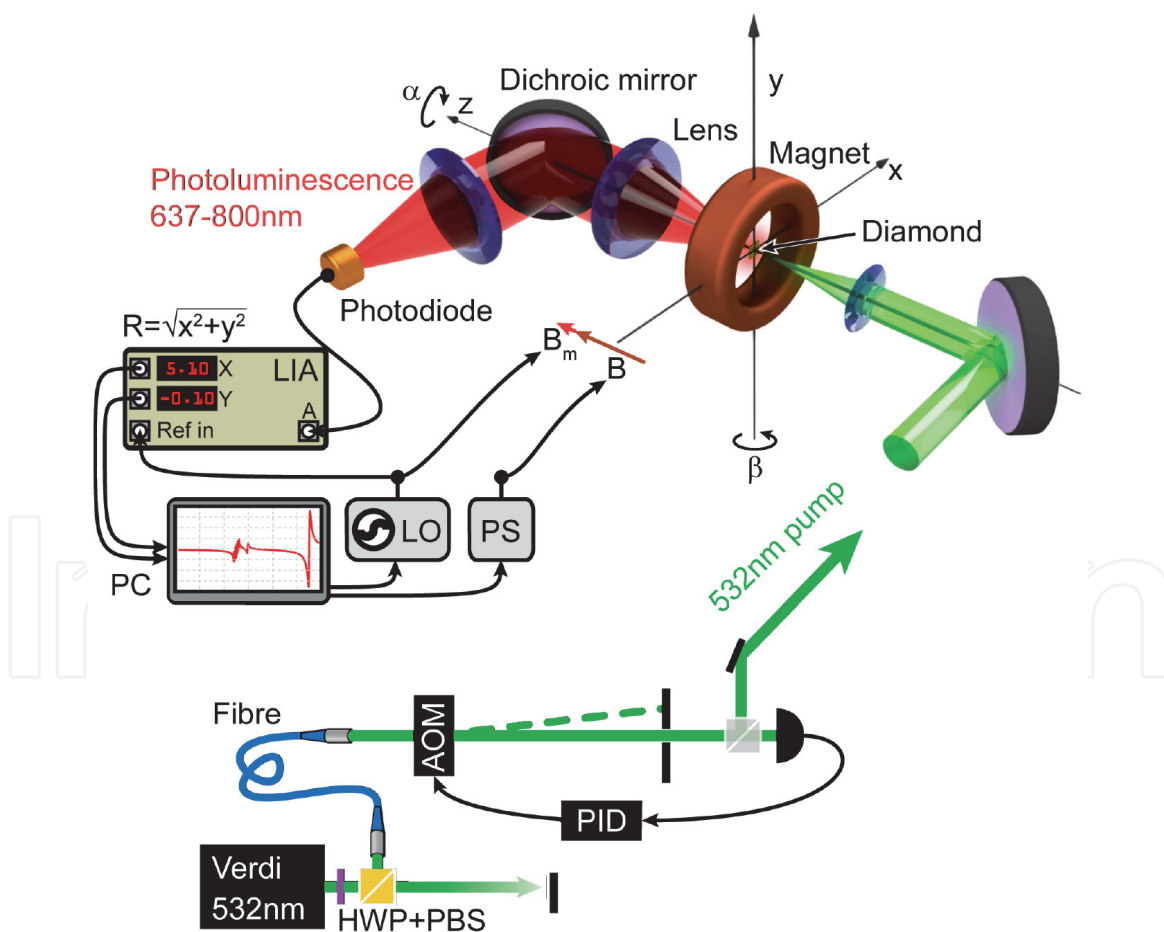 Dichroic mirror
α
z
y
Lens
Magnet
x
Photoluminescence
637-800nm
Diamond
Photodiode
R=√x²+y²
Bm
B
5.10 X
LIA
-0.10 Y
A
Ref in
β
LO
PS
PC
532nm pump
Fibre
AOM
PID
Verdi
532nm
HWP+PBS